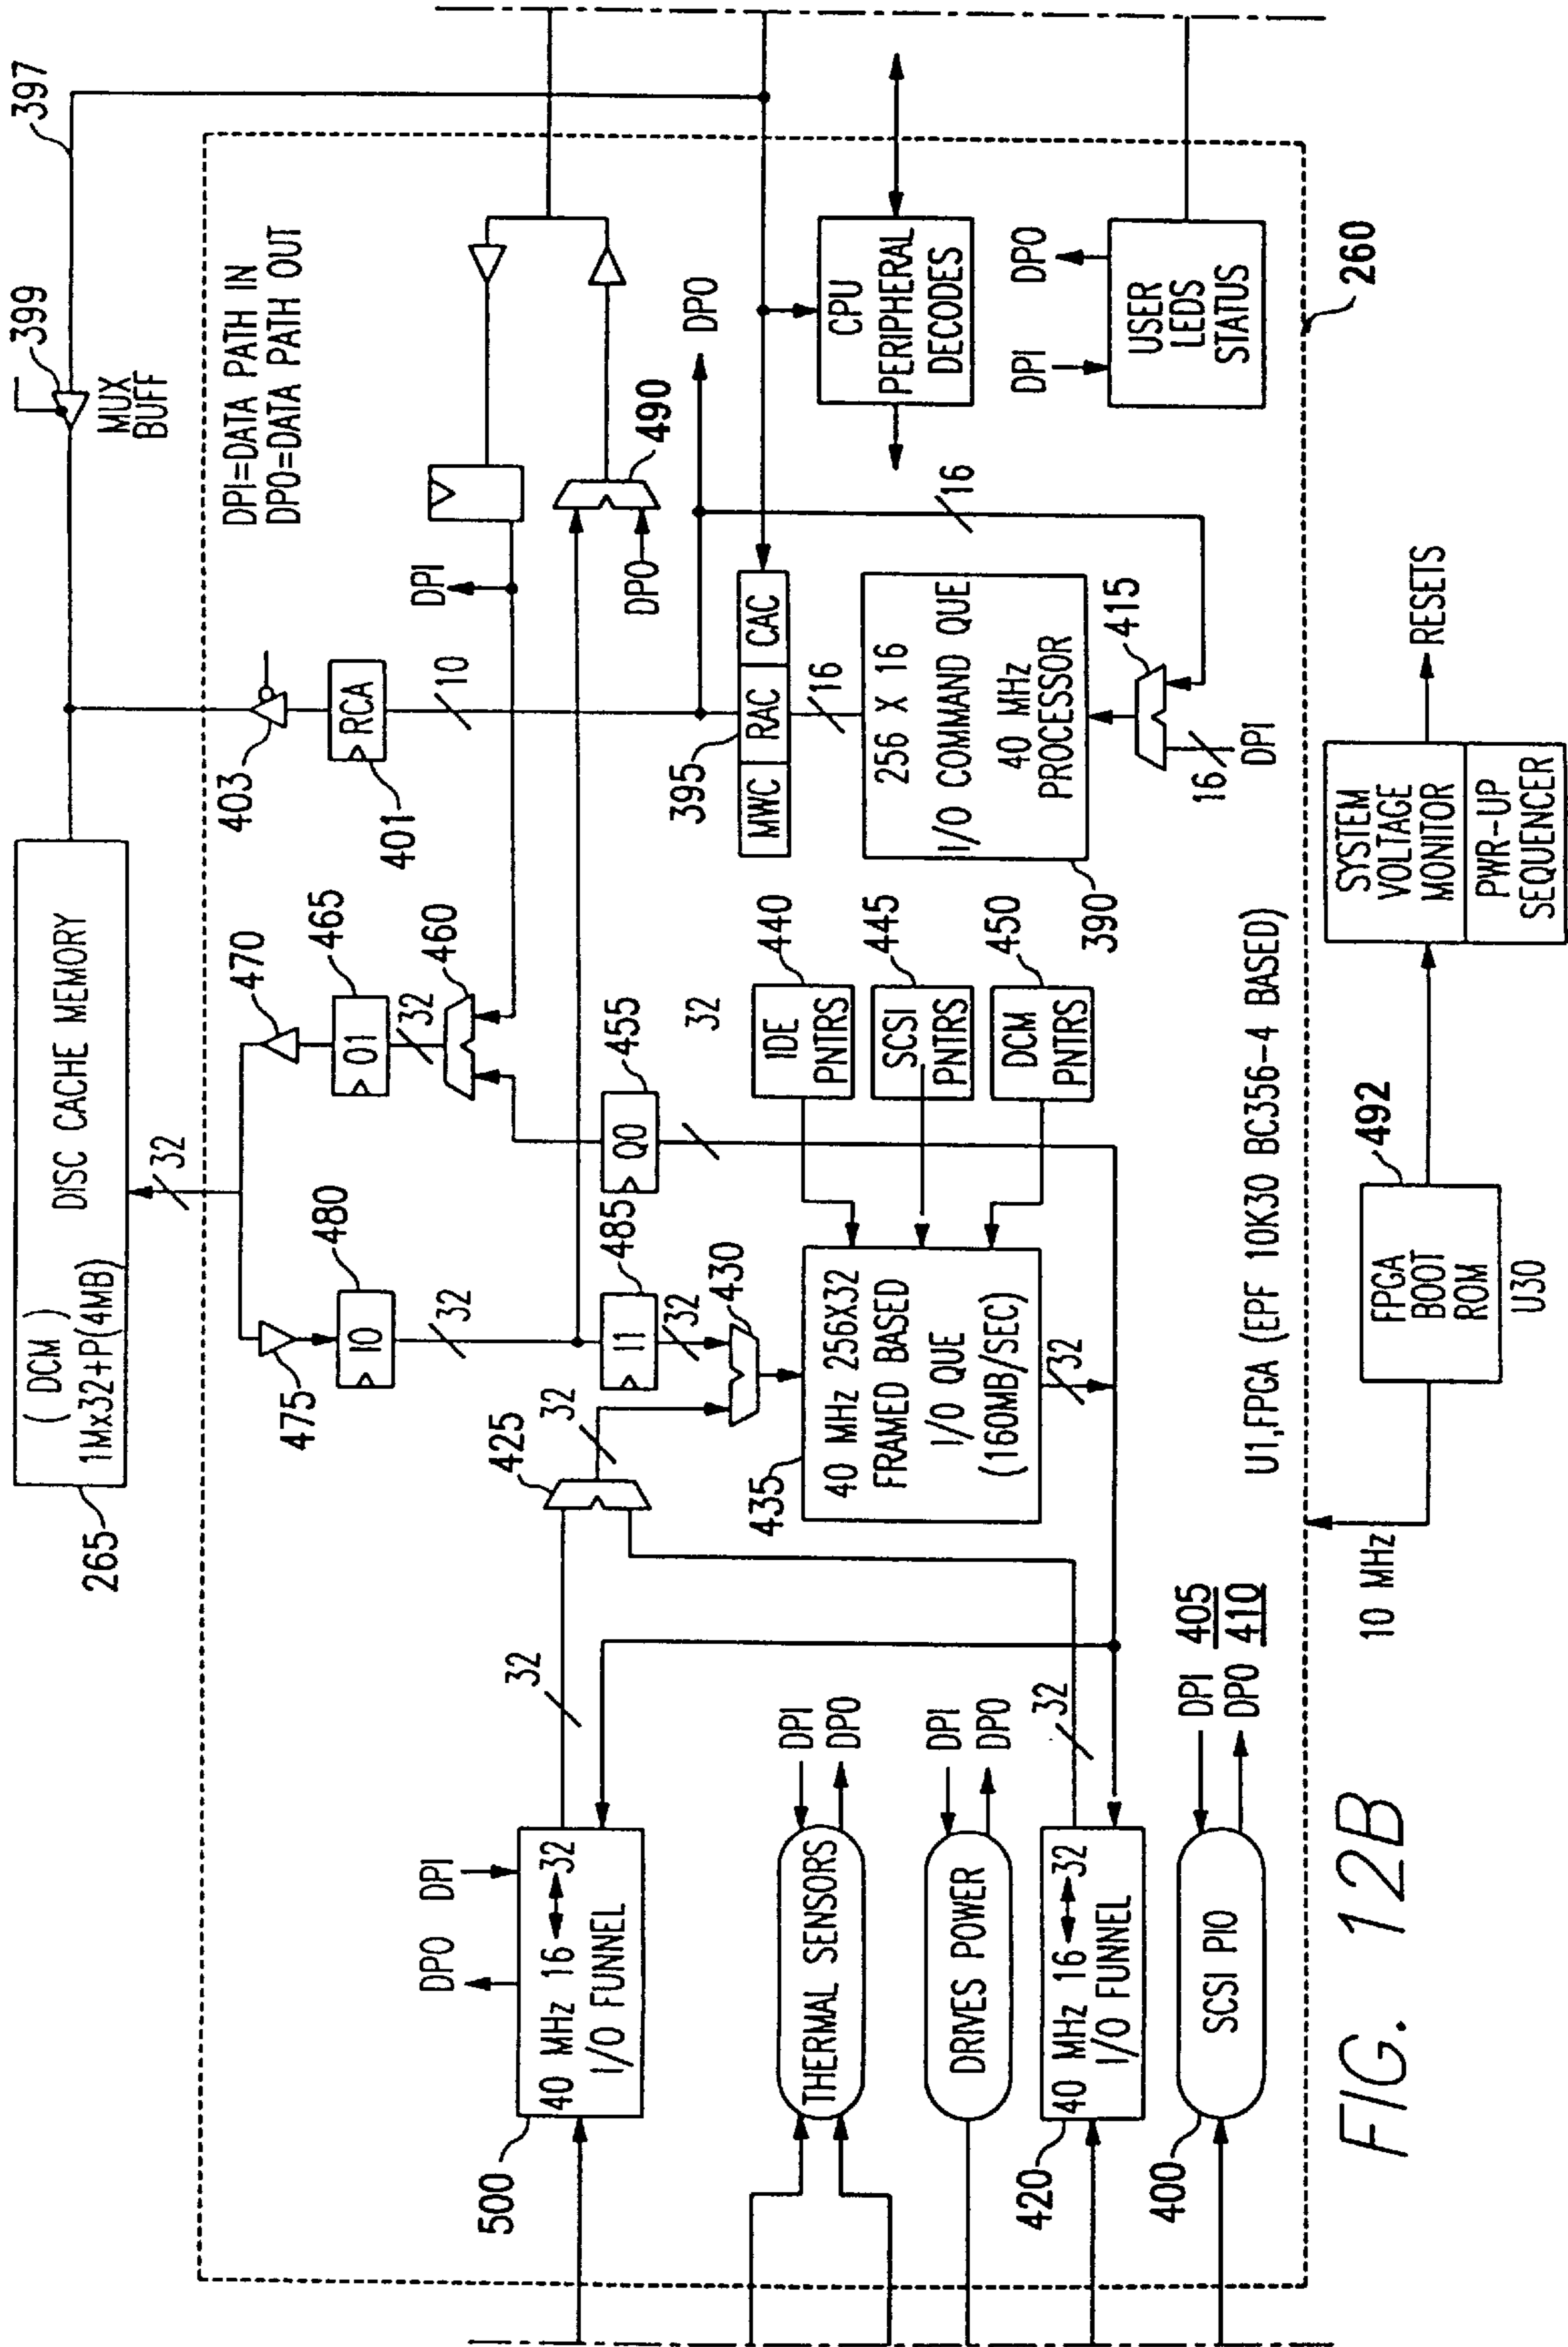 265
( DCM )
1Mx32+P(4MB)
DISC CACHE MEMORY
397
399
MUX
BUFF
DPI=DATA PATH IN
DPO=DATA PATH OUT
32
475
480
IO
32
470
465
O1
32
460
403
RCA
401
10
DPI
DPO
490
DPO
500
DPO
DPI
40 MHz 16 32
I/O FUNNEL
32
425
32
485
I1
32
430
455
QO
32
435
40 MHz 256X32
FRAMED BASED
I/O QUE
(160MB/SEC)
32
IDE
PNTRS
440
SCSI
PNTRS
445
DCM
PNTRS
450
395
MWC
RAC
CAC
16
256 X 16
I/O COMMAND QUE
40 MHz
PROCESSOR
390
415
16
DPI
16
CPU
PERIPHERAL
DECODES
DPI
DPO
USER
LEDS
STATUS
260
THERMAL SENSORS
DPI
DPO
DRIVES POWER
DPI
DPO
420
40 MHz 16 32
I/O FUNNEL
32
400
SCSI PIO
DPI 405
DPO 410
U1,FPGA (EPF 10K30 BC356-4 BASED)
10 MHz
FPGA
BOOT
ROM
492
U30
SYSTEM
VOLTAGE
MONITOR
PWR-UP
SEQUENCER
RESETS
FIG. 12B